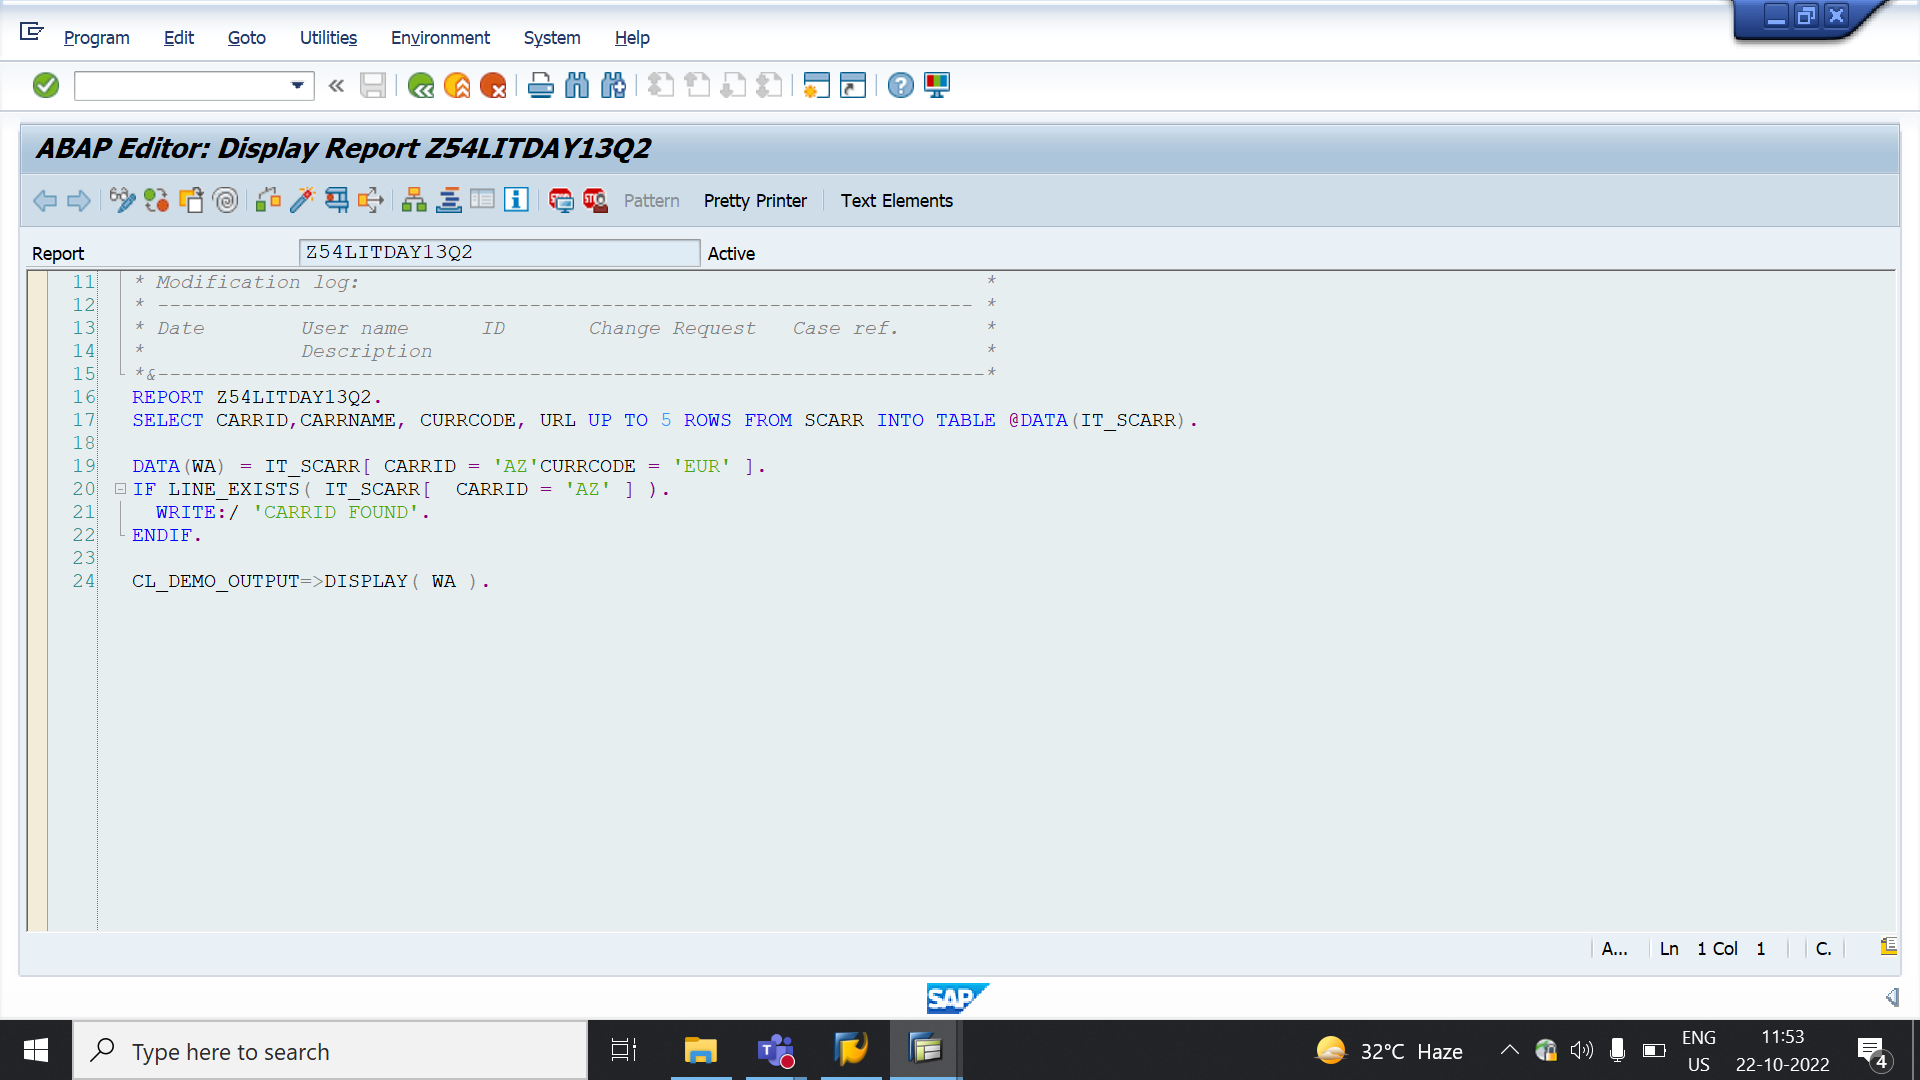 Program Edit Goto Utilities Environment System Help
ABAP Editor: Display Report Z54LITDAY13Q2
Pattern Pretty Printer Text Elements
Report Z54LITDAY13Q2 Active
11 * Modification log: *
12 * -------------------------------------------------------------------- *
13 * Date User name ID Change Request Case ref. *
14 * Description *
15 *&---------------------------------------------------------------------*
16 REPORT Z54LITDAY13Q2.
17 SELECT CARRID,CARRNAME, CURRCODE, URL UP TO 5 ROWS FROM SCARR INTO TABLE @DATA(IT_SCARR).
18
19 DATA(WA) = IT_SCARR[ CARRID = 'AZ'CURRCODE = 'EUR' ].
20 IF LINE_EXISTS( IT_SCARR[  CARRID = 'AZ' ] ).
21 WRITE:/ 'CARRID FOUND'.
22 ENDIF.
23
24 CL_DEMO_OUTPUT=>DISPLAY( WA ).
A... Ln 1 Col 1 C.
SAP
Type here to search
32°C Haze
ENG
US
11:53
22-10-2022
4